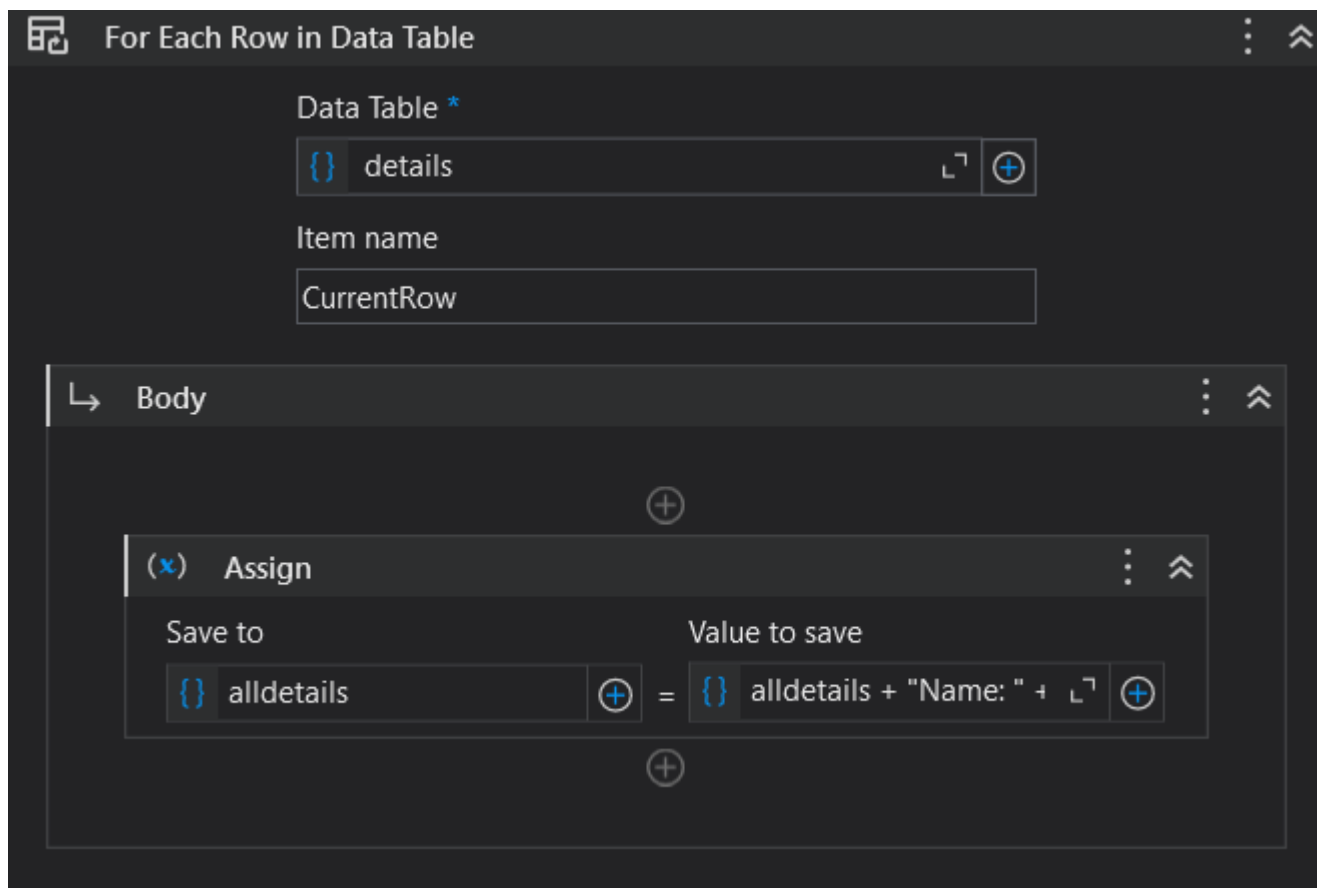 For Each Row in Data Table
Data Table *
{} details
Item name
CurrentRow
Body
(x) Assign
Save to
Value to save
{} alldetails
=
{} alldetails + "Name: " +